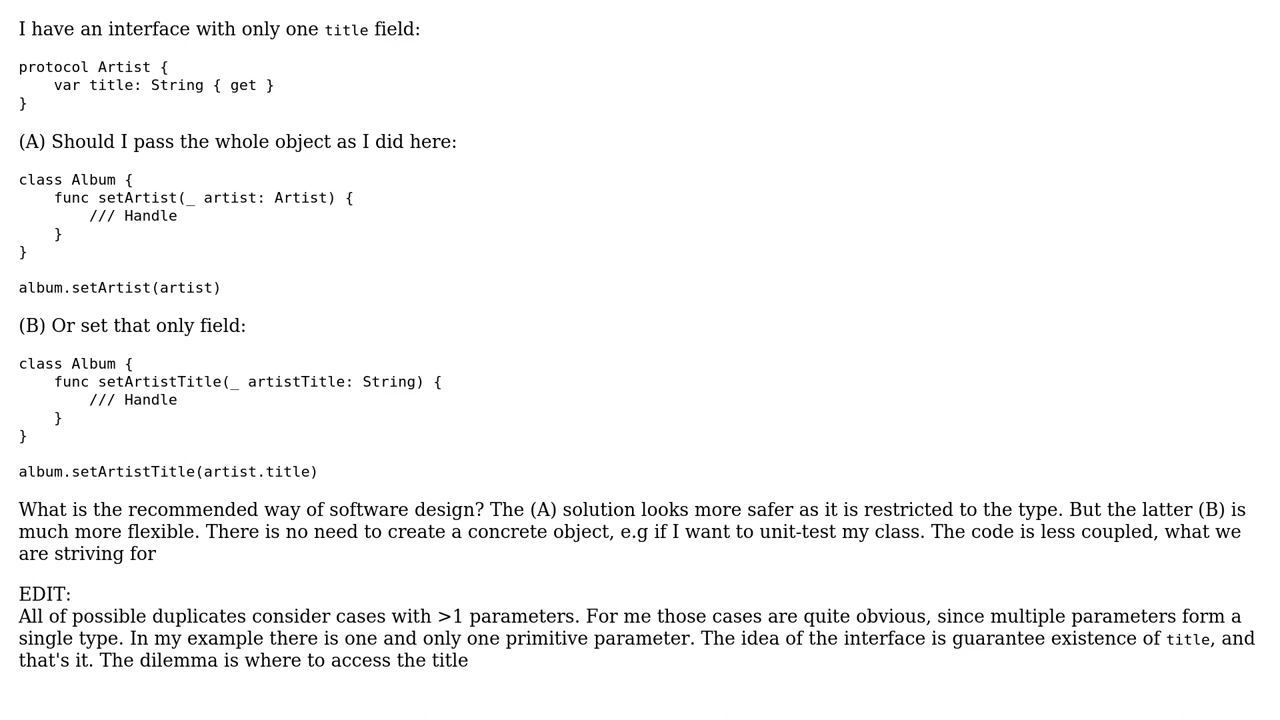 I have an interface with only one title field:
protocol Artist {
    var title: String { get }
}
(A) Should I pass the whole object as I did here:
class Album {
    func setArtist(_ artist: Artist) {
        /// Handle
    }
}
album.setArtist(artist)
(B) Or set that only field:
class Album {
    func setArtistTitle(_ artistTitle: String) {
        /// Handle
    }
}
album.setArtistTitle(artist.title)
What is the recommended way of software design? The (A) solution looks more safer as it is restricted to the type. But the latter (B) is
much more flexible. There is no need to create a concrete object, e.g if I want to unit-test my class. The code is less coupled, what we
are striving for
EDIT:
All of possible duplicates consider cases with >1 parameters. For me those cases are quite obvious, since multiple parameters form a
single type. In my example there is one and only one primitive parameter. The idea of the interface is guarantee existence of title, and
that's it. The dilemma is where to access the title